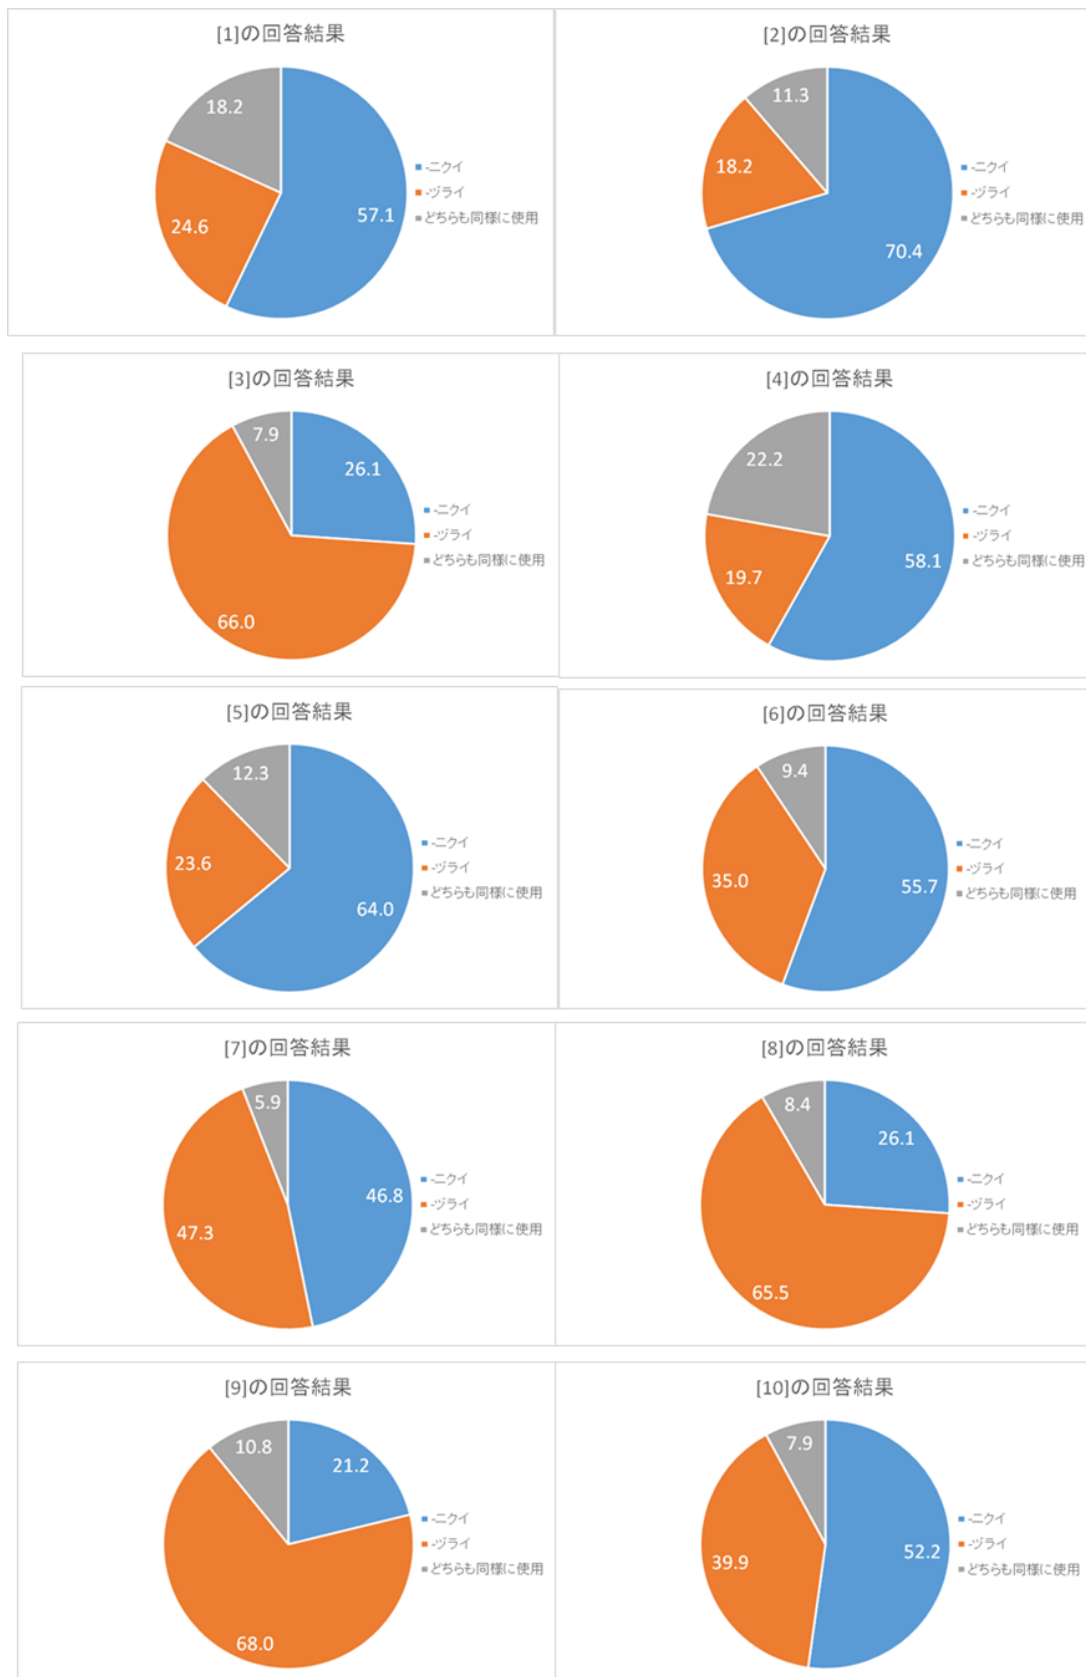 [1]の回答結果
18.2
24.6
57.1
-ニクイ
-ヅライ
どちらも同様に使用
[2]の回答結果
11.3
18.2
70.4
-ニクイ
-ヅライ
どちらも同様に使用
[3]の回答結果
7.9
26.1
66.0
-ニクイ
-ヅライ
どちらも同様に使用
[4]の回答結果
22.2
19.7
58.1
-ニクイ
-ヅライ
どちらも同様に使用
[5]の回答結果
12.3
23.6
64.0
-ニクイ
-ヅライ
どちらも同様に使用
[6]の回答結果
9.4
35.0
55.7
-ニクイ
-ヅライ
どちらも同様に使用
[7]の回答結果
5.9
46.8
47.3
-ニクイ
-ヅライ
どちらも同様に使用
[8]の回答結果
8.4
26.1
65.5
-ニクイ
-ヅライ
どちらも同様に使用
[9]の回答結果
10.8
21.2
68.0
-ニクイ
-ヅライ
どちらも同様に使用
[10]の回答結果
7.9
39.9
52.2
-ニクイ
-ヅライ
どちらも同様に使用